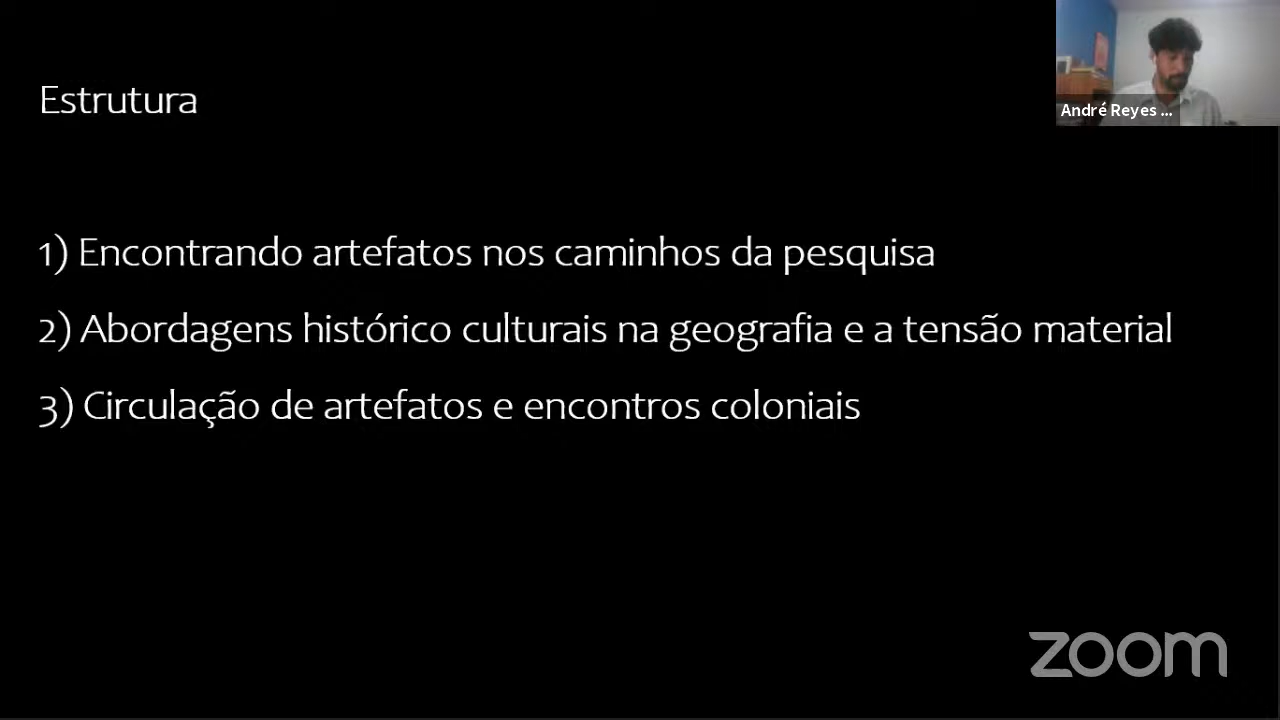 Estrutura
André Reyes ...
1) Encontrando artefatos nos caminhos da pesquisa
2) Abordagens histórico culturais na geografia e a tensão material
3) Circulação de artefatos e encontros coloniais
zoom